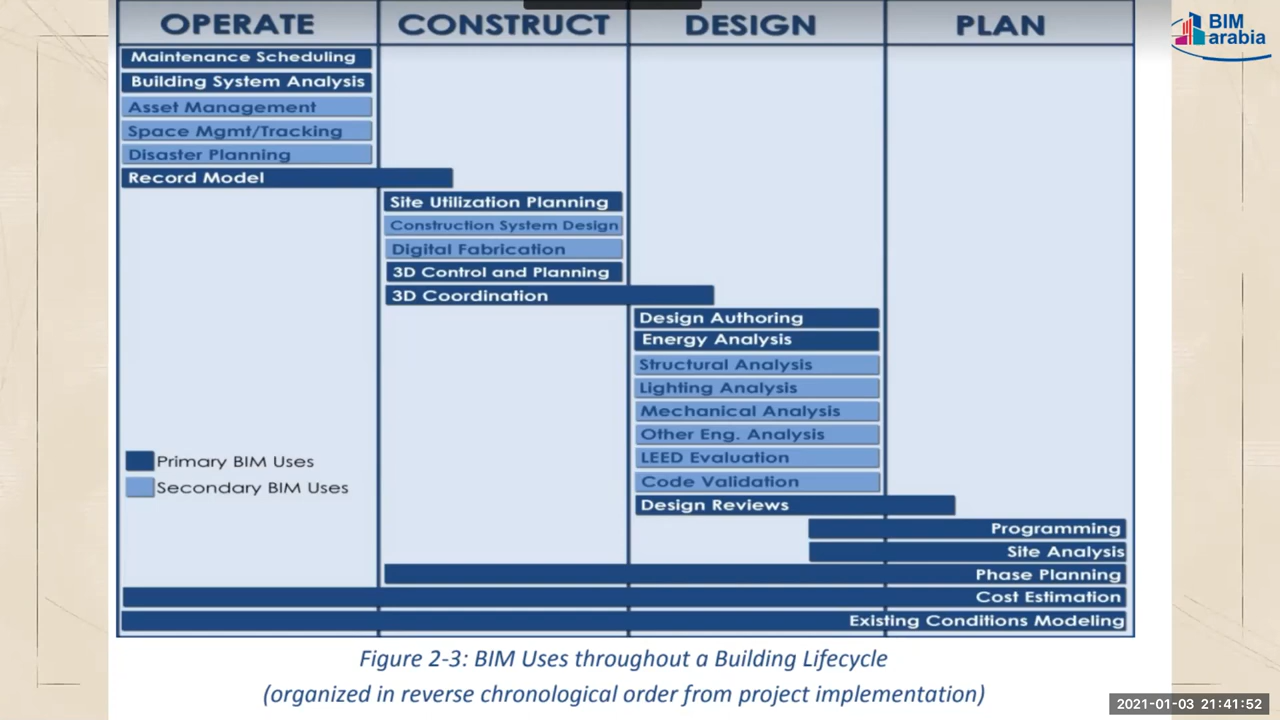 OPERATE CONSTRUCT DESIGN PLAN
BIM
arabia
Maintenance Scheduling
Building System Analysis
Asset Management
Space Mgmt/Tracking
Disaster Planning
Record Model
Site Utilization Planning
Construction System Design
Digital Fabrication
3D Control and Planning
3D Coordination
Design Authoring
Energy Analysis
Structural Analysis
Lighting Analysis
Mechanical Analysis
Other Eng. Analysis
LEED Evaluation
Code Validation
Design Reviews
Primary BIM Uses
Secondary BIM Uses
Programming
Site Analysis
Phase Planning
Cost Estimation
Existing Conditions Modeling
Figure 2-3: BIM Uses throughout a Building Lifecycle
(organized in reverse chronological order from project implementation)
2021-01-03 21:41:52